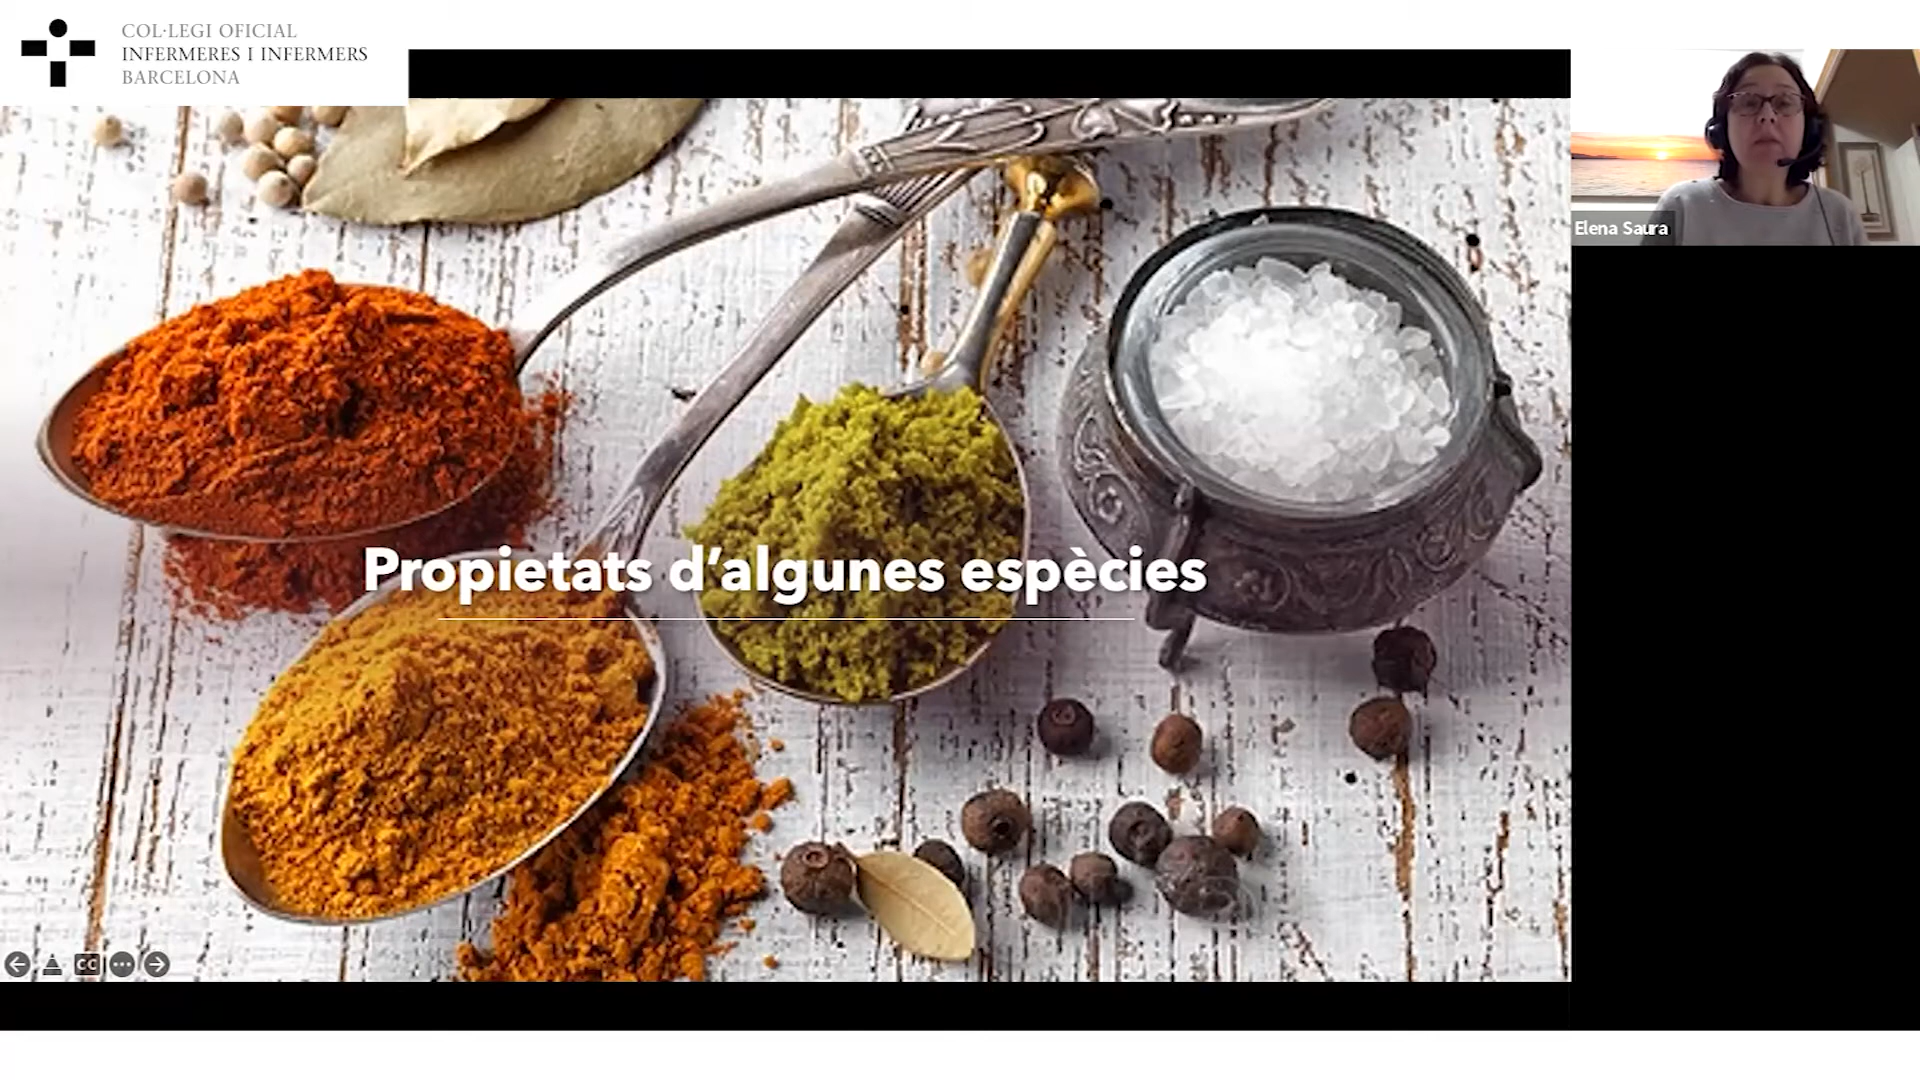 COL·LEGI OFICIAL
INFERMERES I INFERMERS
BARCELONA
Elena Saura
Propietats d’algunes espècies
CC